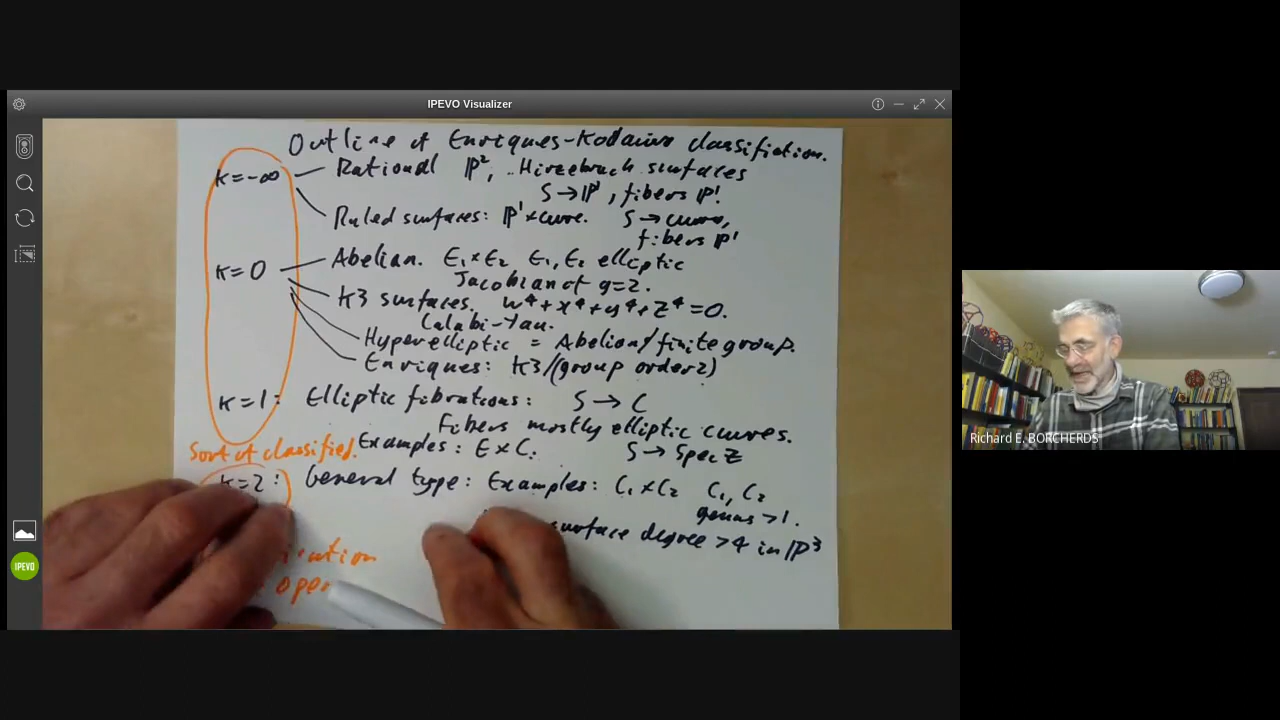 IPEVO Visualizer
Outline of Enriques-Kodaira classifiction.
K=-∞ Rational ℙ², Hirzebruch surfaces
S→ℙ¹, fibers ℙ¹.
Ruled surfaces: ℙ¹×curve. S→curve,
fibers ℙ¹
K=0 Abelian. E₁×E₂ E₁,E₂ elliptic
Jacobian of g=2.
K3 surfaces. w⁴+x⁴+y⁴+z⁴=0.
Calabi-Yau.
Hyperelliptic = Abelian/finite group.
Enriques: K3/(group order 2)
K=1: Elliptic fibrations: S→C
Fibers mostly elliptic curves.
Sort of classified. Examples: E×C. S→Spec Z
K=2: General type: Examples: C₁×C₂ C₁, C₂
genus >1.
surface degree >4 in ℙ³
IPEVO
Richard E. BORCHERDS